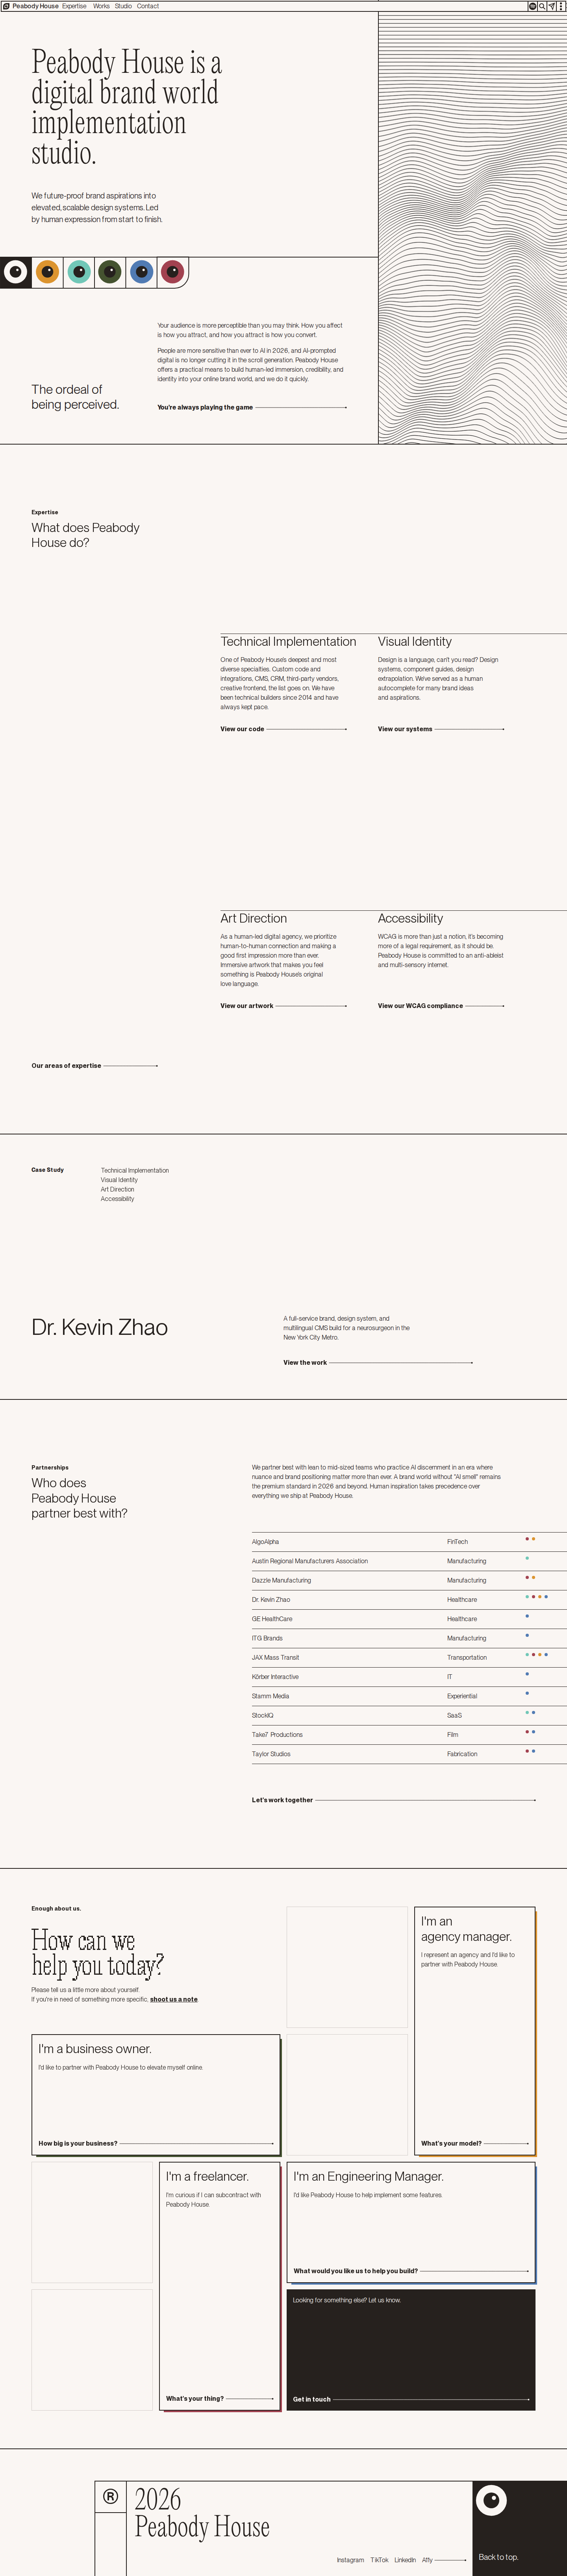 Peabody House Expertise Works Studio Contact
Peabody House is a
digital brand world
implementation
studio.
We future-proof brand aspirations into
elevated, scalable design systems. Led
by human expression from start to finish.
Your audience is more perceptible than you may think. How you affect
is how you attract, and how you attract is how you convert.
People are more sensitive than ever to AI in 2026, and AI-prompted
digital is no longer cutting it in the scroll generation. Peabody House
offers a practical means to build human-led immersion, credibility, and
identity into your online brand world, and we do it quickly.
The ordeal of
being perceived.
You're always playing the game
Expertise
What does Peabody
House do?
Technical Implementation
One of Peabody House's deepest and most
diverse specialties. Custom code and
integrations, CMS, CRM, third-party vendors,
creative frontend, the list goes on. We have
been technical builders since 2014 and have
always kept pace.
View our code
Visual Identity
Design is a language, can't you read? Design
systems, component guides, design
extrapolation. We've served as a human
autocomplete for many brand ideas
and aspirations.
View our systems
Art Direction
As a human-led digital agency, we prioritize
human-to-human connection and making a
good first impression more than ever.
Immersive artwork that makes you feel
something is Peabody House's original
love language.
View our artwork
Accessibility
WCAG is more than just a notion, it's becoming
more of a legal requirement, as it should be.
Peabody House is committed to an anti-ableist
and multi-sensory internet.
View our WCAG compliance
Our areas of expertise
Case Study
Technical Implementation
Visual Identity
Art Direction
Accessibility
Dr. Kevin Zhao
A full-service brand, design system, and
multilingual CMS build for a neurosurgeon in the
New York City Metro.
View the work
Partnerships
Who does
Peabody House
partner best with?
We partner best with lean to mid-sized teams who practice AI discernment in an era where
nuance and brand positioning matter more than ever. A brand world without "AI smell" remains
the premium standard in 2026 and beyond. Human inspiration takes precedence over
everything we ship at Peabody House.
AlgoAlpha FinTech
Austin Regional Manufacturers Association Manufacturing
Dazzle Manufacturing Manufacturing
Dr. Kevin Zhao Healthcare
GE HealthCare Healthcare
ITG Brands Manufacturing
JAX Mass Transit Transportation
Körber Interactive IT
Stamm Media Experiential
StockIQ SaaS
Take7 Productions Film
Taylor Studios Fabrication
Let's work together
Enough about us.
How can we
help you today?
Please tell us a little more about yourself.
If you're in need of something more specific, shoot us a note.
I'm an
agency manager.
I represent an agency and I'd like to
partner with Peabody House.
What's your model?
I'm a business owner.
I'd like to partner with Peabody House to elevate myself online.
How big is your business?
I'm a freelancer.
I'm curious if I can subcontract with
Peabody House.
What's your thing?
I'm an Engineering Manager.
I'd like Peabody House to help implement some features.
What would you like us to help you build?
Looking for something else? Let us know.
Get in touch
®
2026
Peabody House
Instagram TikTok LinkedIn A11y
Back to top.